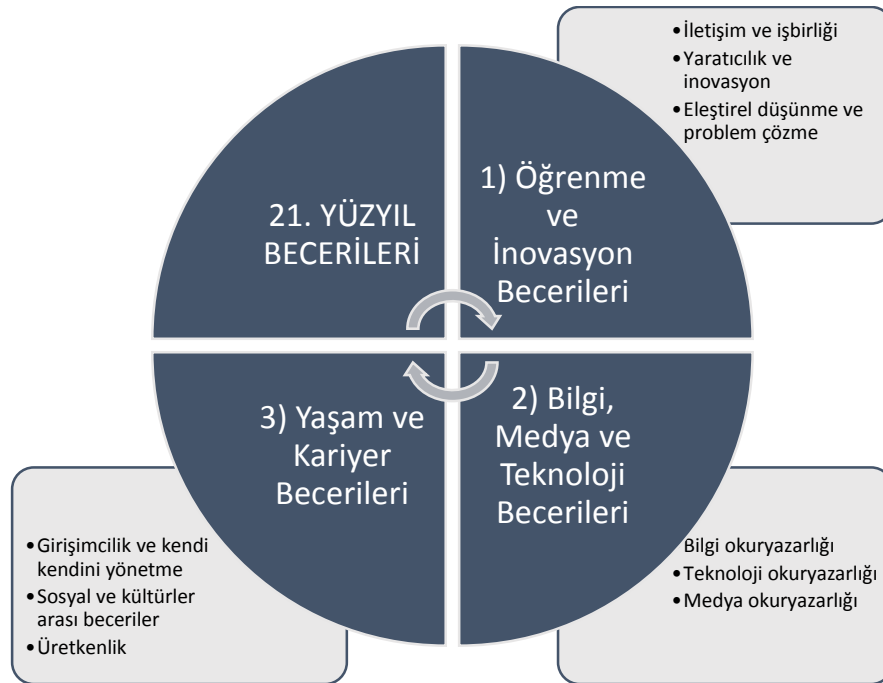 •İletişim ve işbirliği
•Yaratıcılık ve
inovasyon
•Eleştirel düşünme ve
problem çözme
21. YÜZYIL
BECERİLERİ
1) Öğrenme
ve
İnovasyon
Becerileri
3) Yaşam ve
Kariyer
Becerileri
2) Bilgi,
Medya ve
Teknoloji
Becerileri
•Girişimcilik ve kendi
kendini yönetme
•Sosyal ve kültürler
arası beceriler
•Üretkenlik
Bilgi okuryazarlığı
•Teknoloji okuryazarlığı
•Medya okuryazarlığı